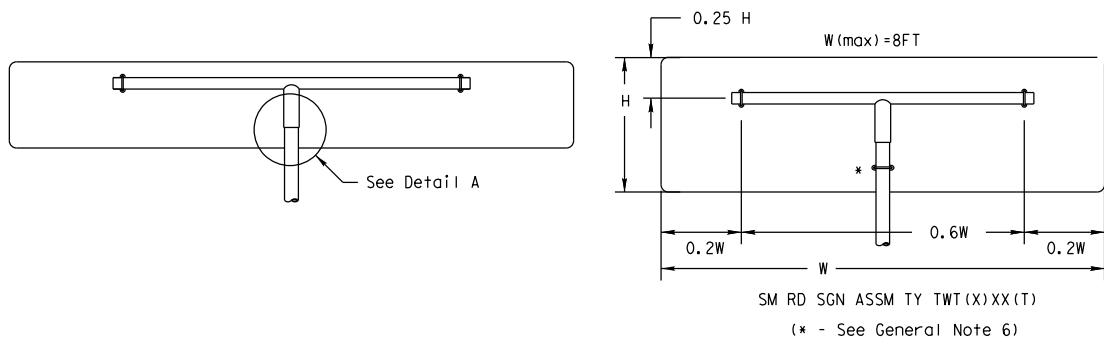 0.25 H
W(max)=8FT
H
See Detail A
*
0.2W
0.6W
0.2W
W
SM RD SGN ASSM TY TWT(X)XX(T)
(* - See General Note 6)